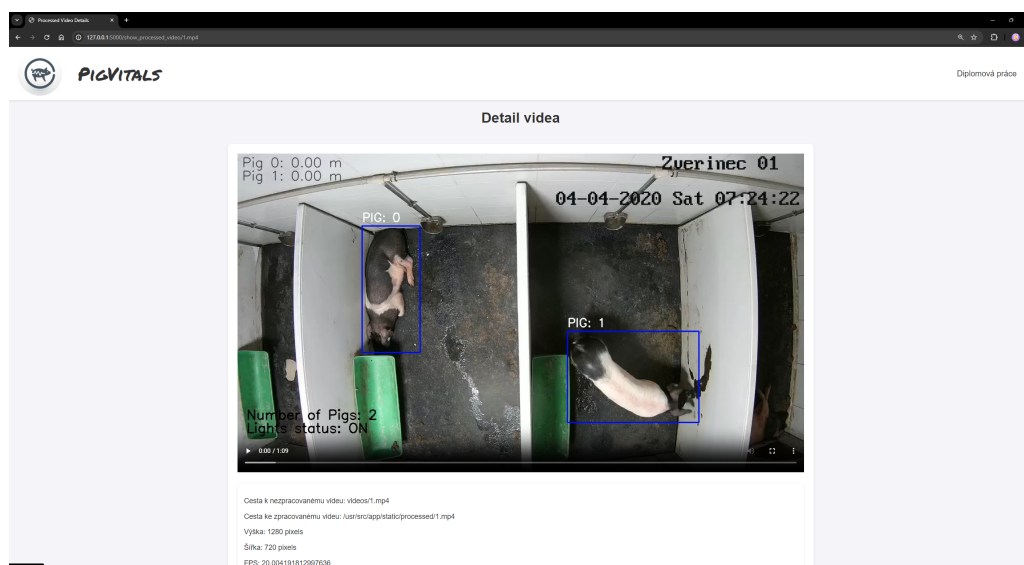 Processed Video Details
127.0.0.1:5000/show_processed_video/1.mp4
PigVitals
Diplomová práce
Detail videa
Pig 0: 0.00 m
Pig 1: 0.00 m
Zverinec 01
04-04-2020 Sat 07:24:22
PIG: 0
PIG: 1
Number of Pigs: 2
Lights status: ON
0:00 / 1:09
Cesta k nezpracovanému videu: videos/1.mp4
Cesta ke zpracovanému videu: /usr/src/app/static/processed/1.mp4
Výška: 1280 pixels
Šířka: 720 pixels
FPS: 20.004191812997636